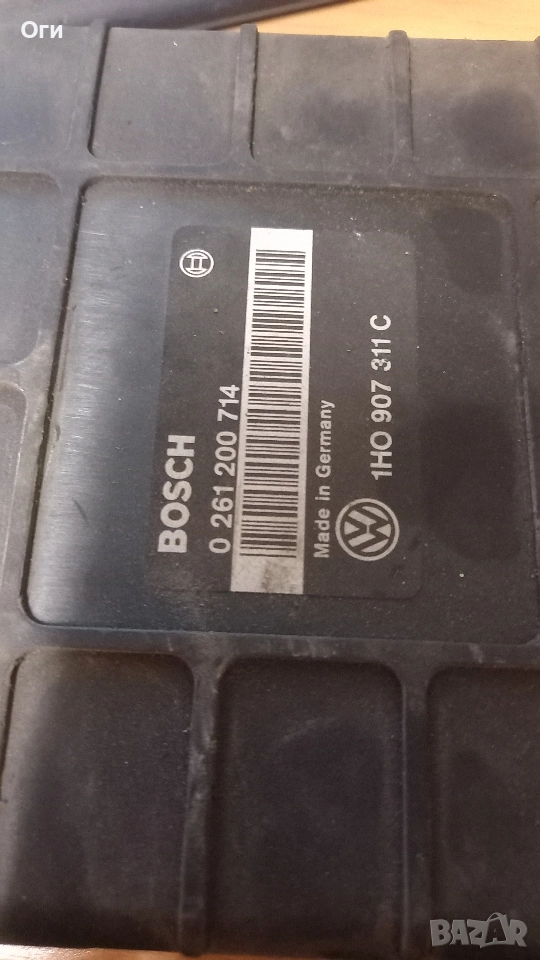 Оги
BOSCH
0 261 200 714
Made in Germany
1HO 907 311 C
BAZAR